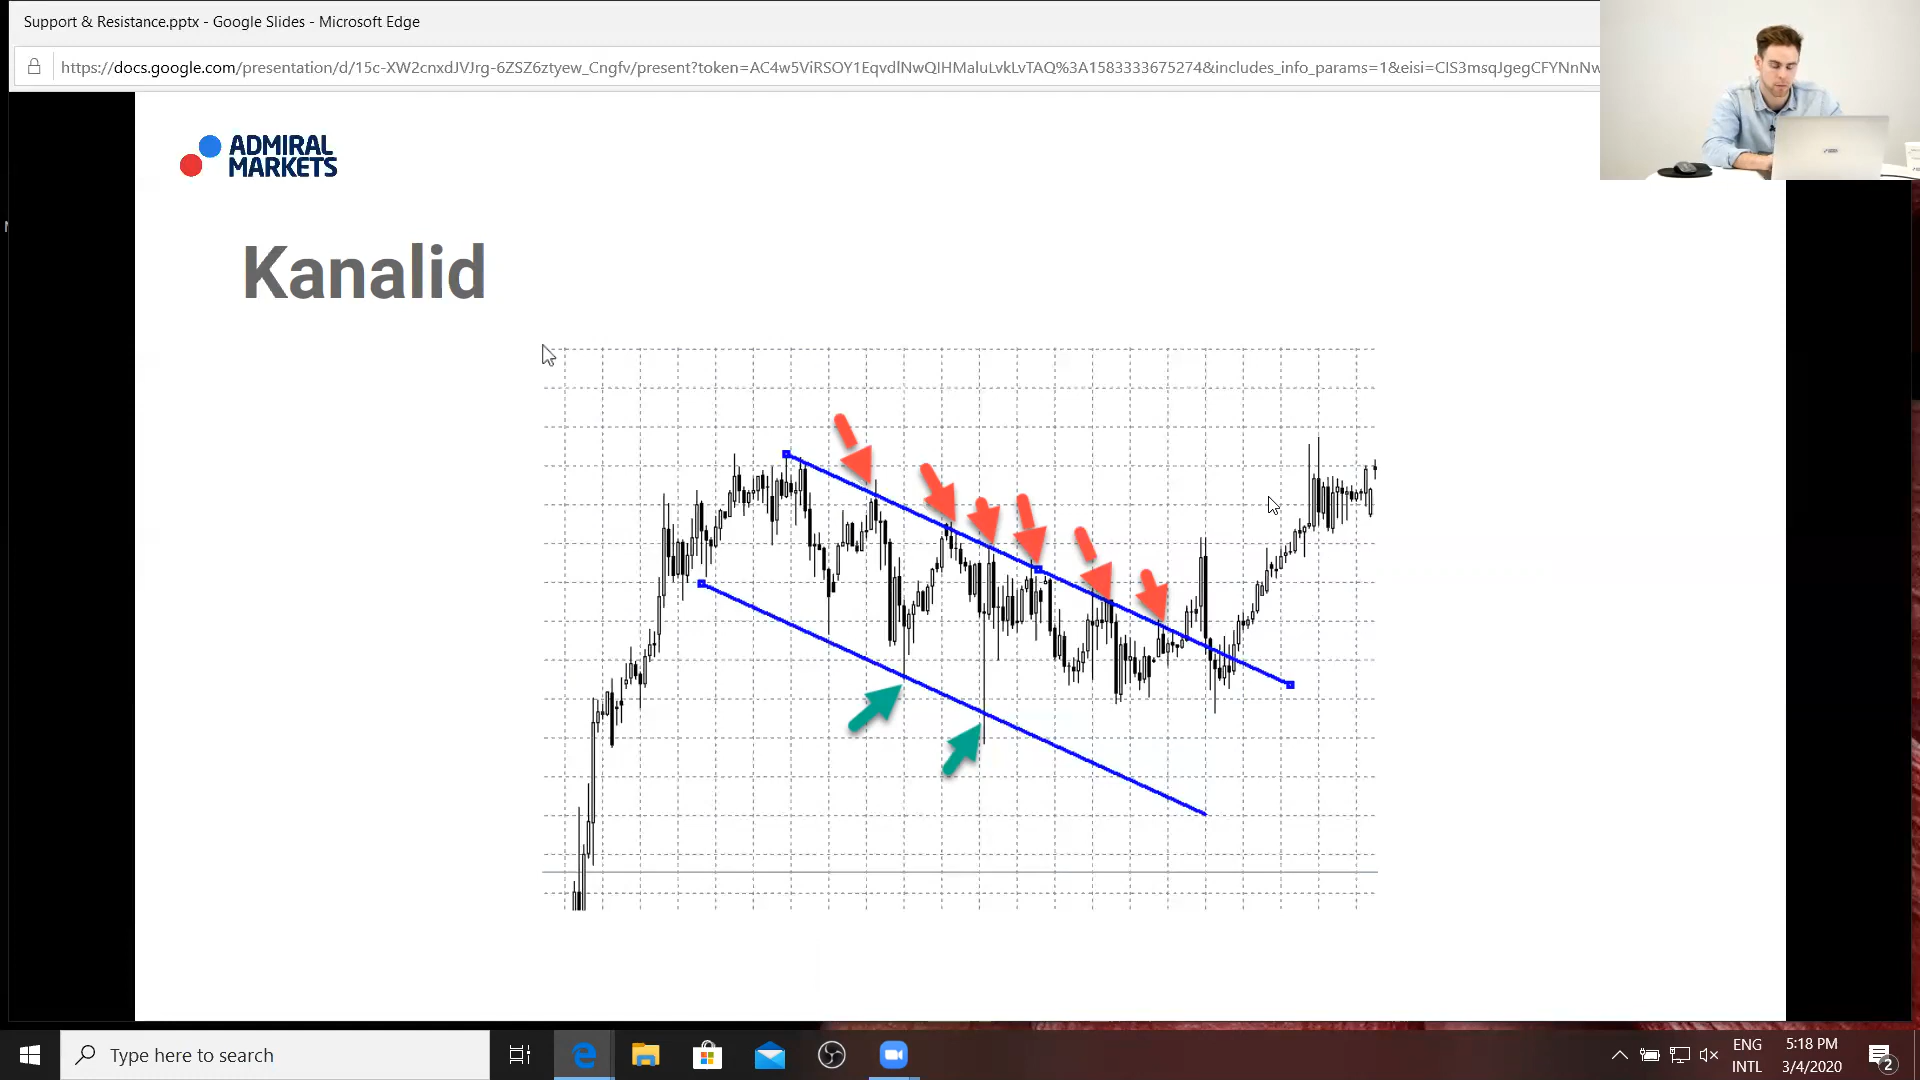 Support & Resistance.pptx - Google Slides - Microsoft Edge
https://docs.google.com/presentation/d/15c-XW2cnxdJVJrg-6ZSZ6ztyew_Cngfv/present?token=AC4w5ViRSOY1EqvdlNwQIHMaluLvkLvTAQ%3A1583333675274&includes_info_params=1&eisi=CIS3msqJgegCFYNnNw
ADMIRAL
MARKETS
Kanalid
Type here to search
ENG
INTL
5:18 PM
3/4/2020
2